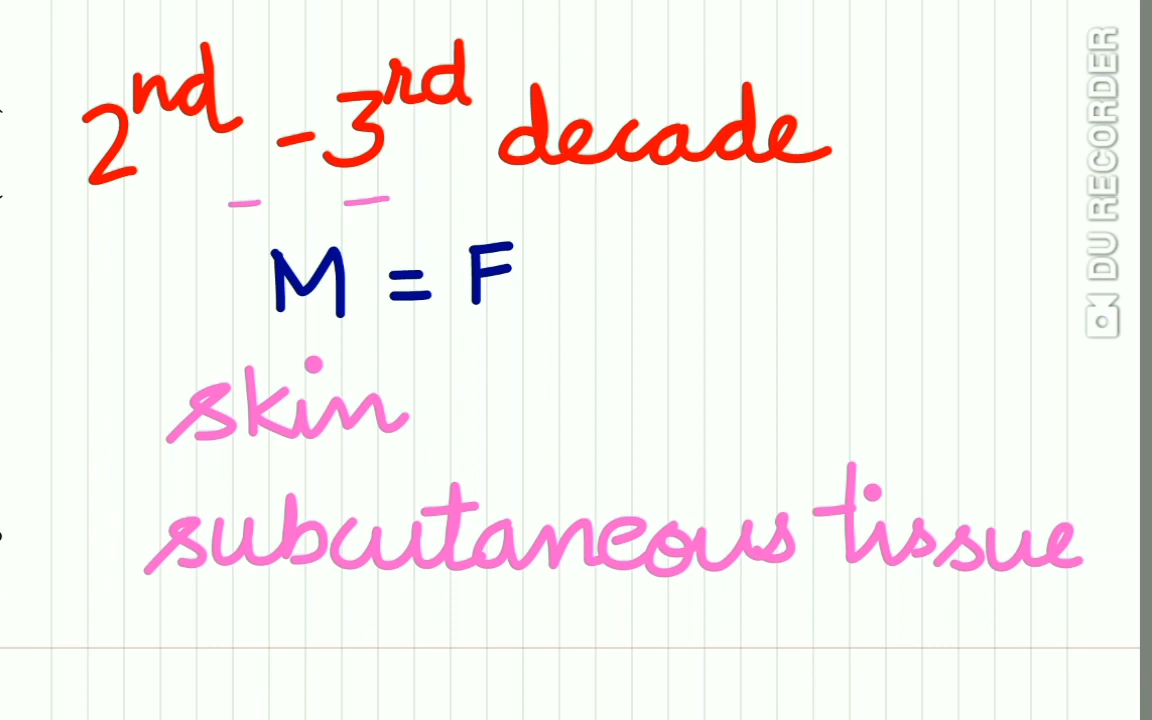 2nd - 3rd decade
M = F
skin
subcutaneous tissue
DU RECORDER